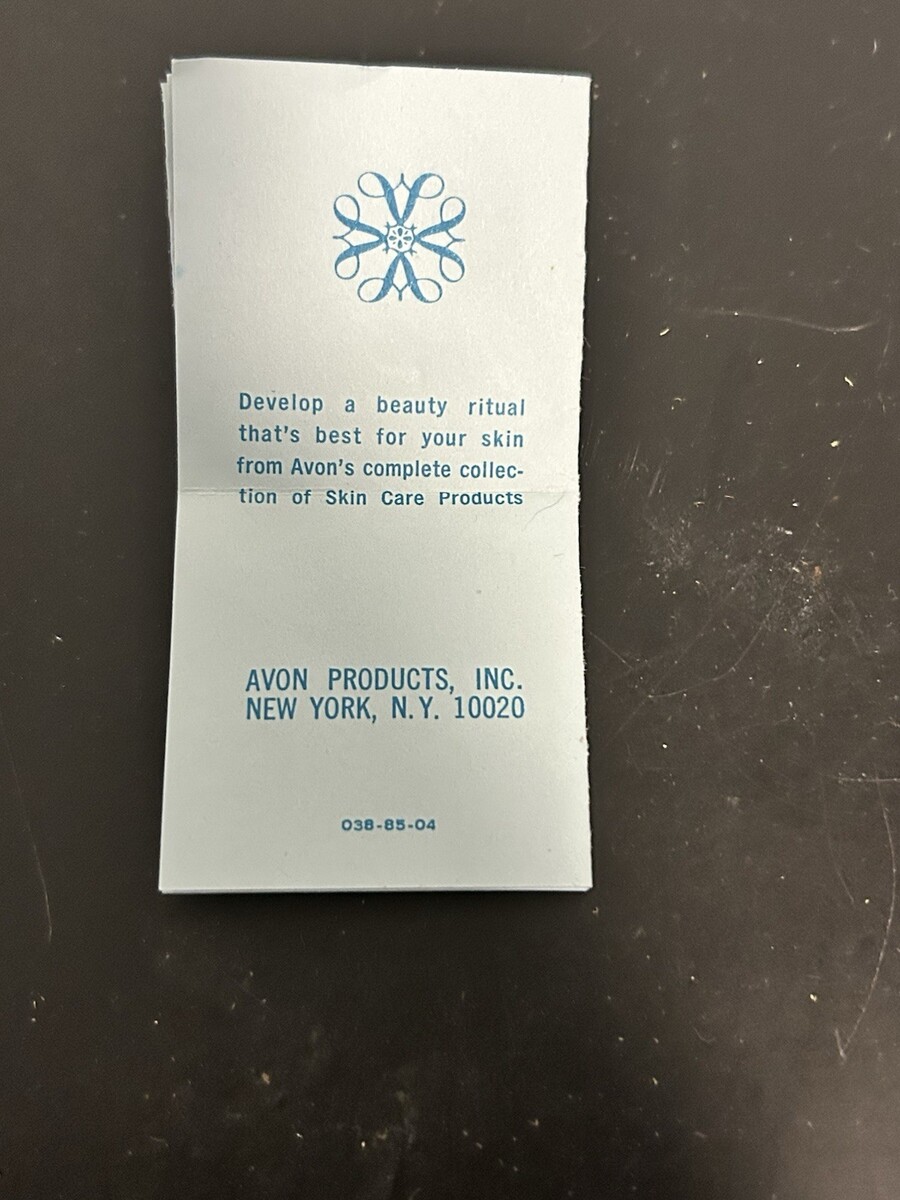 Develop a beauty ritual
that's best for your skin
from Avon's complete collec-
tion of Skin Care Products
AVON PRODUCTS, INC.
NEW YORK, N.Y. 10020
038-85-04